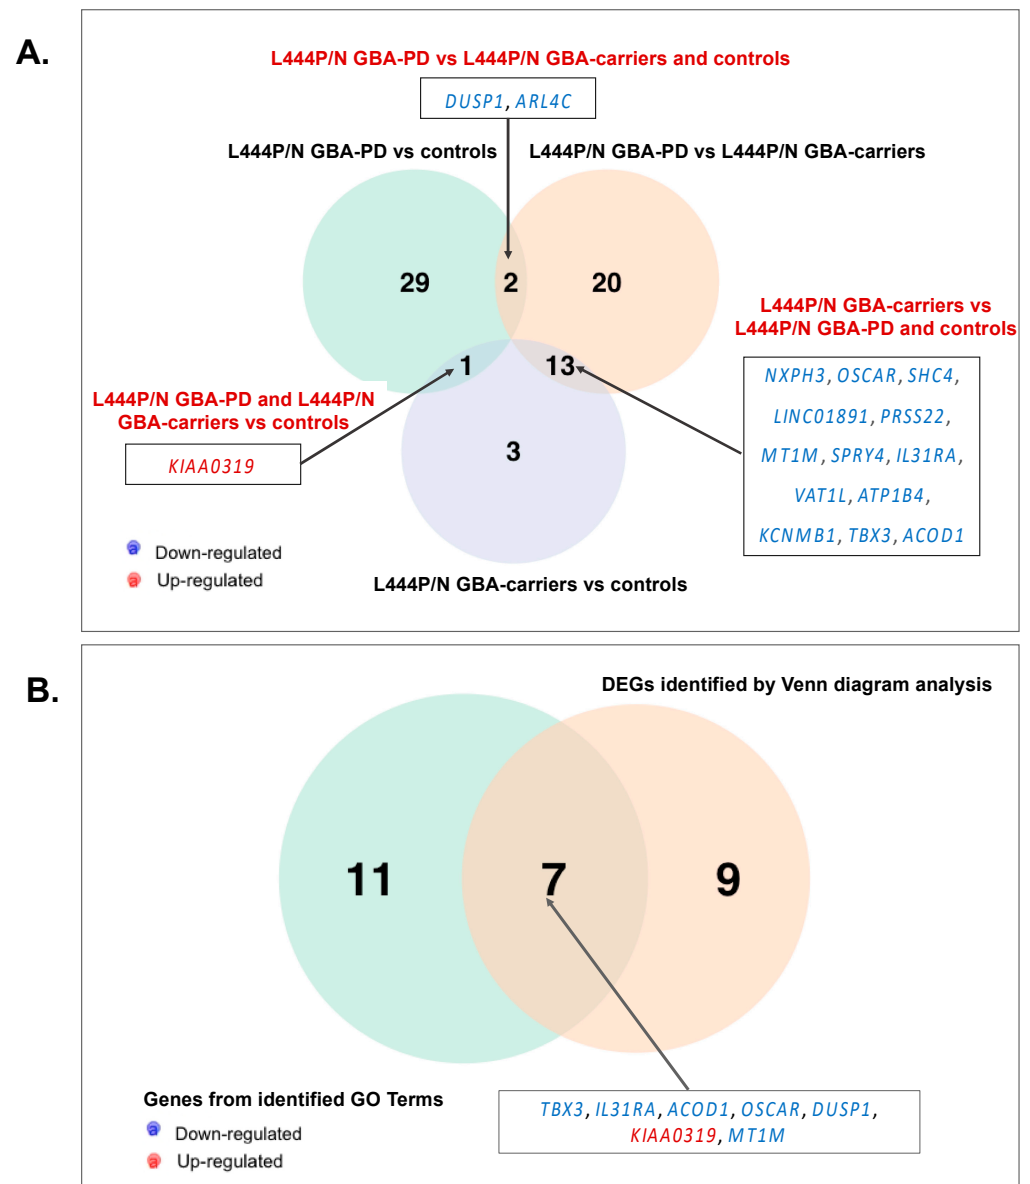 A.
L444P/N GBA-PD vs L444P/N GBA-carriers and controls
DUSP1, ARL4C
L444P/N GBA-PD vs controls
L444P/N GBA-PD vs L444P/N GBA-carriers
29
2
20
1
13
3
L444P/N GBA-carriers vs
L444P/N GBA-PD and controls
NXPH3, OSCAR, SHC4,
LINC01891, PRSS22,
MT1M, SPRY4, IL31RA,
VAT1L, ATP1B4,
KCNMB1, TBX3, ACOD1
L444P/N GBA-PD and L444P/N
GBA-carriers vs controls
KIAA0319
a Down-regulated
a Up-regulated
L444P/N GBA-carriers vs controls
B.
DEGs identified by Venn diagram analysis
11
7
9
Genes from identified GO Terms
a Down-regulated
a Up-regulated
TBX3, IL31RA, ACOD1, OSCAR, DUSP1,
KIAA0319, MT1M